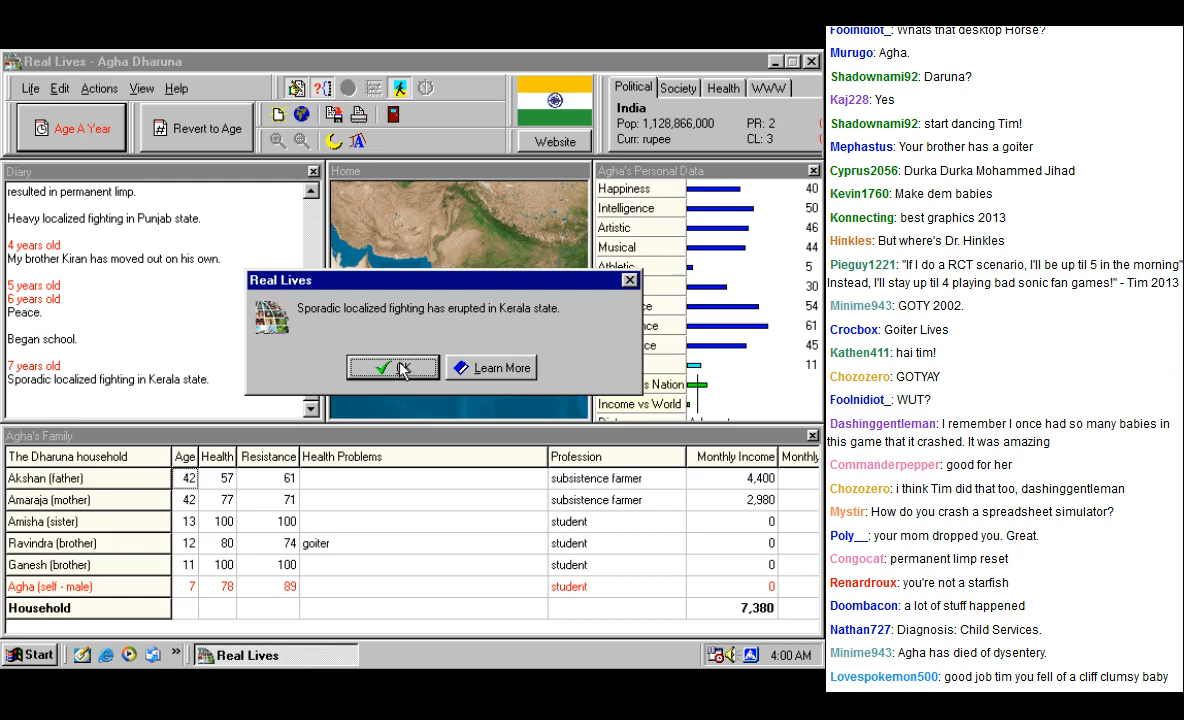 Real Lives - Agha Dharuna
Life Edit Actions View Help
Age A Year
Revert to Age
Website
Political Society Health WWW
India
Pop: 1,128,866,000 PR: 2
Curr: rupee CL: 3
Diary
resulted in permanent limp.
Heavy localized fighting in Punjab state.
4 years old
My brother Kiran has moved out on his own.
5 years old
6 years old
Peace.
Began school.
7 years old
Sporadic localized fighting in Kerala state.
Home
Agha's Personal Data
Happiness 40
Intelligence 50
Artistic 46
Musical 44
Athletic 5
30
54
61
45
11
s Nation
Income vs World
Real Lives
Sporadic localized fighting has erupted in Kerala state.
OK
Learn More
Agha's Family
The Dharuna household Age Health Resistance Health Problems Profession Monthly Income Monthly
Akshan (father) 42 57 61 subsistence farmer 4,400
Amaraja (mother) 42 77 71 subsistence farmer 2,980
Amisha (sister) 13 100 100 student 0
Ravindra (brother) 12 80 74 goiter student 0
Ganesh (brother) 11 100 100 student 0
Agha (self - male) 7 78 89 student 0
Household 7,380
Start
Real Lives
4:00 AM
Foolnidiot_: Whats that desktop Horse?
Murugo: Agha.
Shadownami92: Daruna?
Kaj228: Yes
Shadownami92: start dancing Tim!
Mephastus: Your brother has a goiter
Cyprus2056: Durka Durka Mohammed Jihad
Kevin1760: Make dem babies
Konnecting: best graphics 2013
Hinkles: But where's Dr. Hinkles
Pieguy1221: "If I do a RCT scenario, I'll be up til 5 in the morning"
Instead, I'll stay up til 4 playing bad sonic fan games!" - Tim 2013
Minime943: GOTY 2002.
Crocbox: Goiter Lives
Kathen411: hai tim!
Chozozero: GOTYAY
Foolnidiot_: WUT?
Dashinggentleman: I remember I once had so many babies in
this game that it crashed. It was amazing
Commanderpepper: good for her
Chozozero: i think Tim did that too, dashinggentleman
Mystir: How do you crash a spreadsheet simulator?
Poly__: your mom dropped you. Great.
Congocat: permanent limp reset
Renardroux: you're not a starfish
Doombacon: a lot of stuff happened
Nathan727: Diagnosis: Child Services.
Minime943: Agha has died of dysentery.
Lovespokemon500: good job tim you fell of a cliff clumsy baby